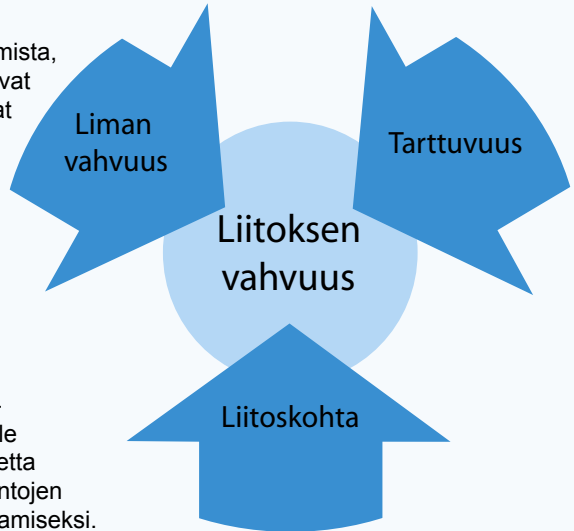 mista,
vat
at
Liman
vahvuus
Tarttuvuus
Liitoksen
vahvuus
Liitoskohta
le
etta
ntojen
amiseksi.